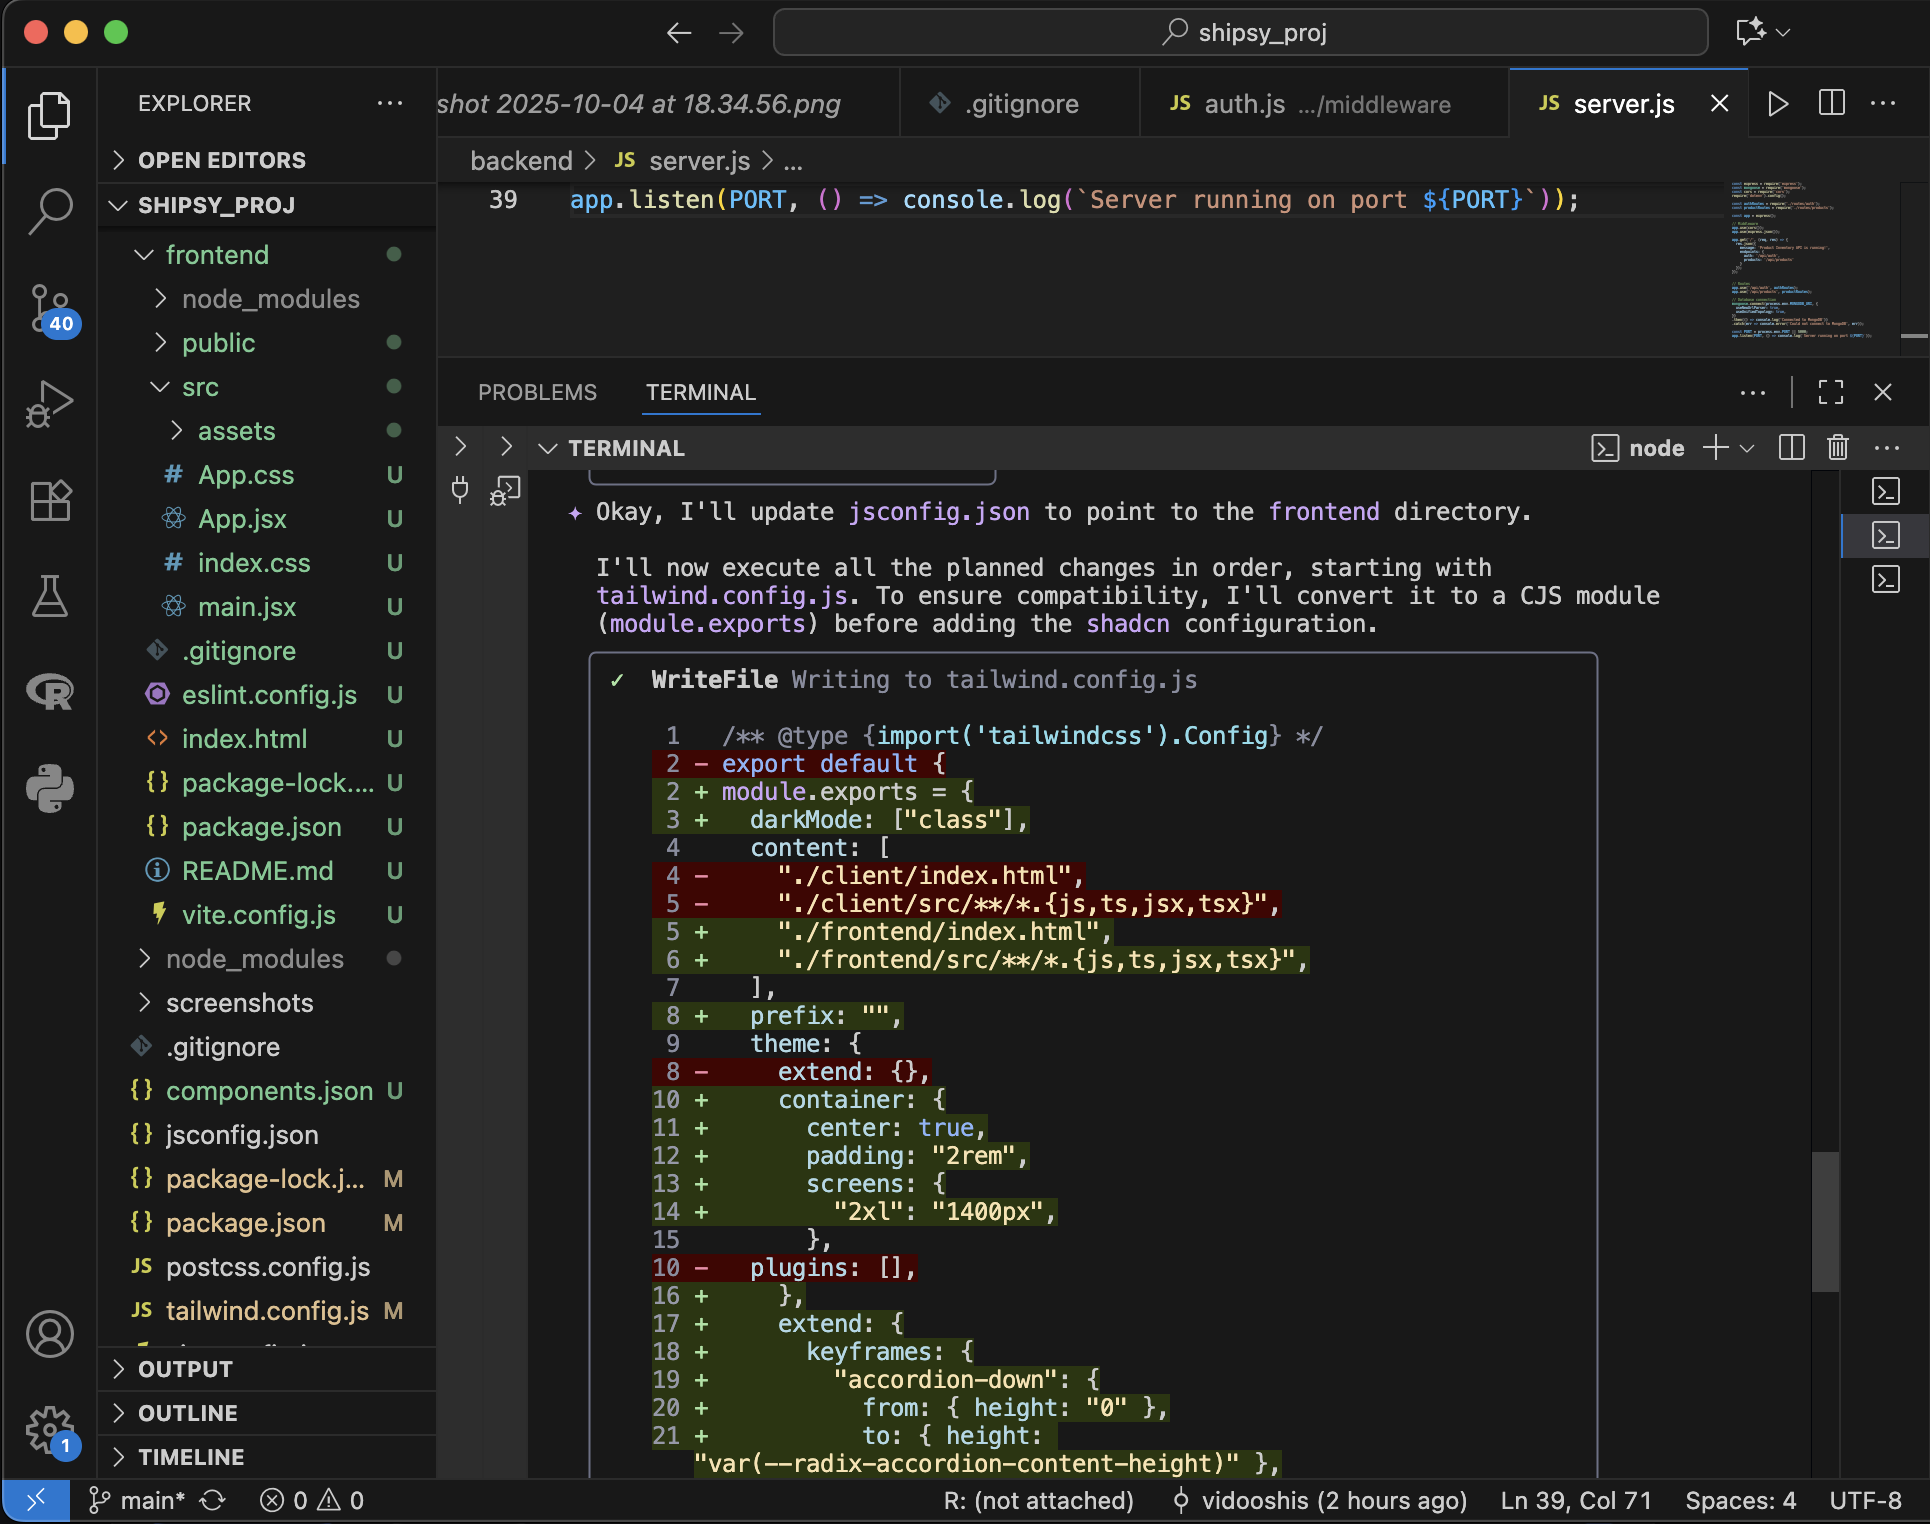 shipsy_proj
EXPLORER
shot 2025-10-04 at 18.34.56.png
.gitignore
JS auth.js .../middleware
JS server.js
OPEN EDITORS
SHIPSY_PROJ
frontend
node_modules
public
src
assets
# App.css U
App.jsx U
# index.css U
main.jsx U
.gitignore U
eslint.config.js U
<> index.html U
{} package-lock.... U
{} package.json U
README.md U
vite.config.js U
node_modules
screenshots
.gitignore
{} components.json U
{} jsconfig.json
{} package-lock.j... M
{} package.json M
JS postcss.config.js
JS tailwind.config.js M
OUTPUT
OUTLINE
TIMELINE
40
1
backend > JS server.js > ...
39 app.listen(PORT, () => console.log(`Server running on port ${PORT}`));
PROBLEMS
TERMINAL
TERMINAL
node
✦ Okay, I'll update jsconfig.json to point to the frontend directory.
I'll now execute all the planned changes in order, starting with
tailwind.config.js. To ensure compatibility, I'll convert it to a CJS module
(module.exports) before adding the shadcn configuration.
✓ WriteFile Writing to tailwind.config.js
1 /** @type {import('tailwindcss').Config} */
2 - export default {
2 + module.exports = {
3 + darkMode: ["class"],
4 content: [
4 - "./client/index.html",
5 - "./client/src/**/*.{js,ts,jsx,tsx}",
5 + "./frontend/index.html",
6 + "./frontend/src/**/*.{js,ts,jsx,tsx}",
7 ],
8 + prefix: "",
9 theme: {
8 - extend: {},
10 + container: {
11 + center: true,
12 + padding: "2rem",
13 + screens: {
14 + "2xl": "1400px",
15 },
10 - plugins: [],
16 + },
17 + extend: {
18 + keyframes: {
19 + "accordion-down": {
20 + from: { height: "0" },
21 + to: { height:
"var(--radix-accordion-content-height)" },
main* 0 0
R: (not attached)
vidooshis (2 hours ago)
Ln 39, Col 71
Spaces: 4
UTF-8